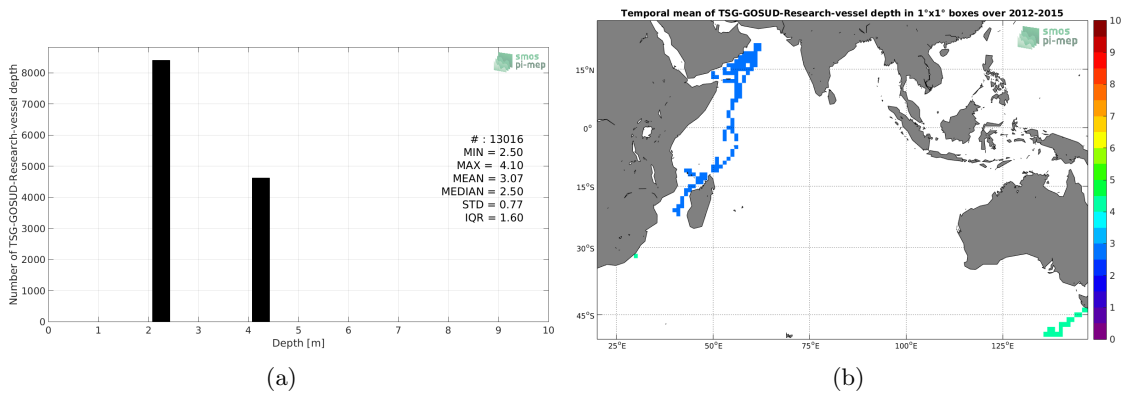 smos
pi-mep
Number of TSG-GOSUD-Research-vessel depth
8000
7000
6000
5000
4000
3000
2000
1000
0
# : 13016
MIN = 2.50
MAX = 4.10
MEAN = 3.07
MEDIAN = 2.50
STD = 0.77
IQR = 1.60
0 1 2 3 4 5 6 7 8 9 10
Depth [m]
(a)
Temporal mean of TSG-GOSUD-Research-vessel depth in 1°x1° boxes over 2012-2015
smos
pi-mep
15°N
0°
15°S
30°S
45°S
25°E 50°E 75°E 100°E 125°E
10
9
8
7
6
5
4
3
2
1
0
(b)